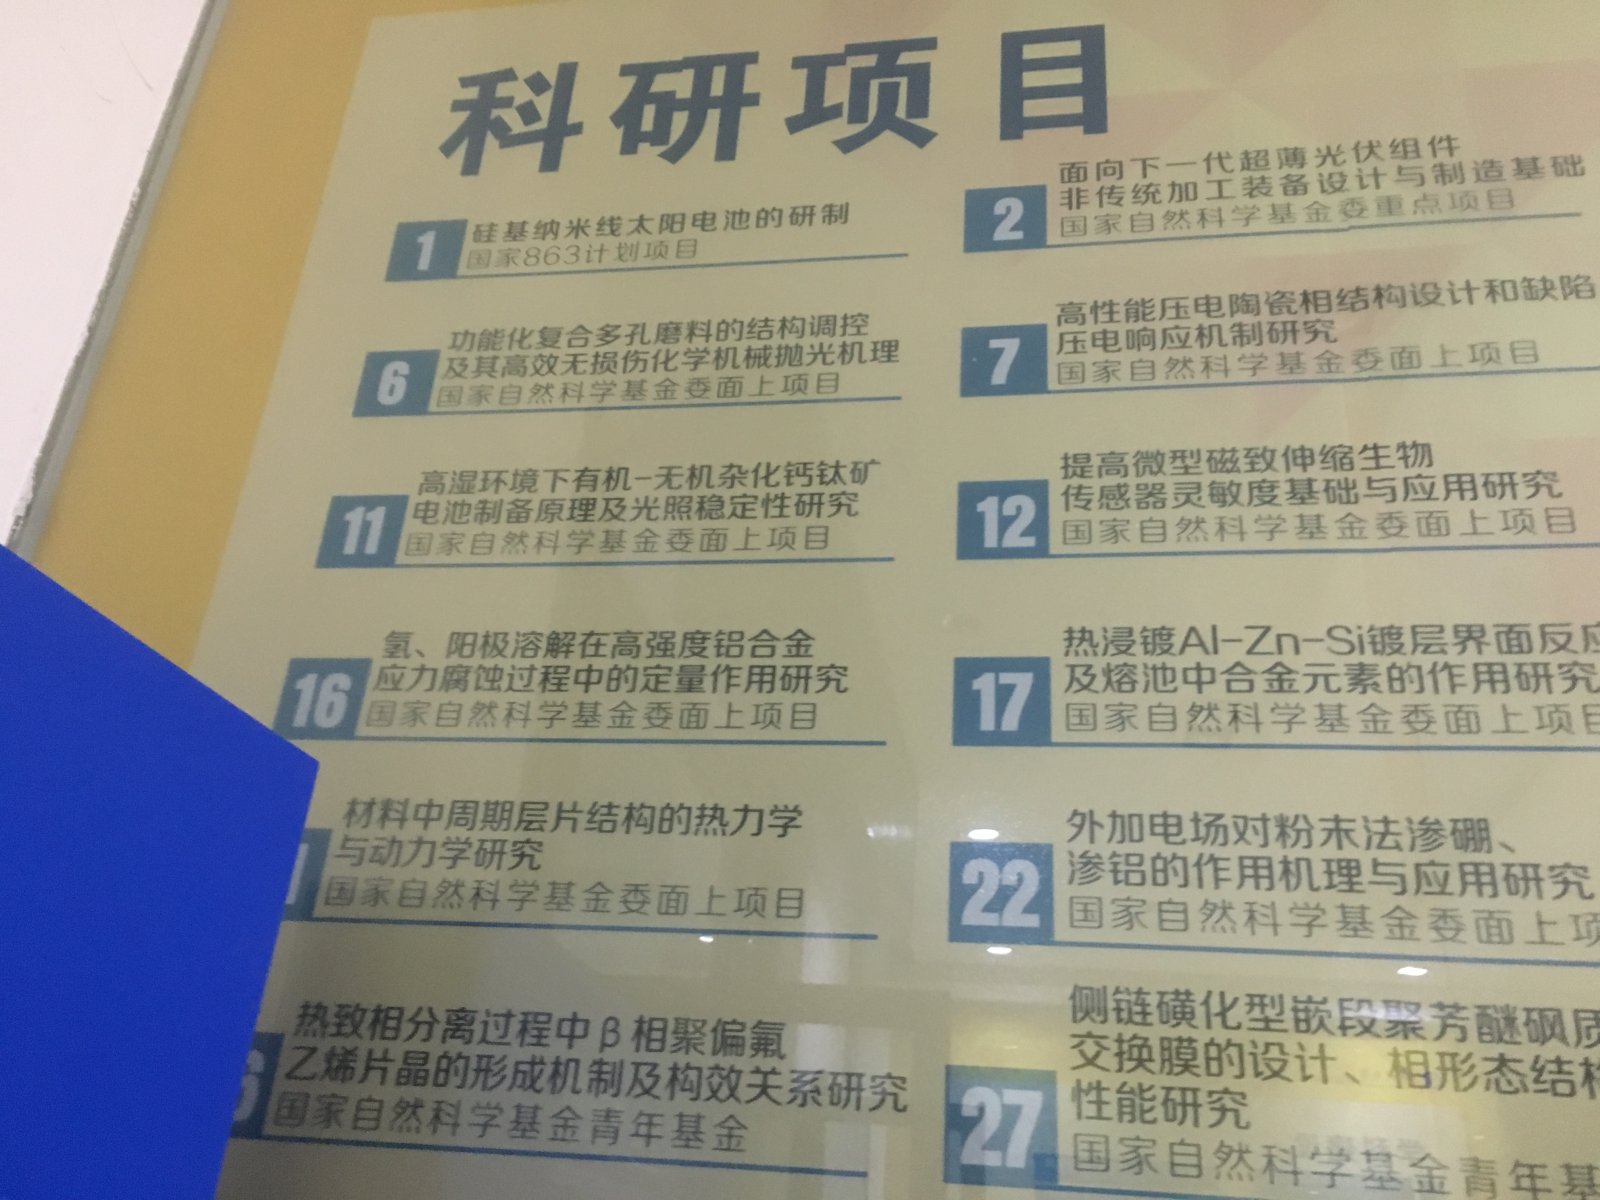 科研项目
1
硅基纳米线太阳电池的研制
国家863计划项目
2
面向下一代超薄光伏组件
非传统加工装备设计与制造基础
国家自然科学基金委重点项目
6
功能化复合多孔磨料的结构调控
及其高效无损伤化学机械抛光机理
国家自然科学基金委面上项目
7
高性能压电陶瓷相结构设计和缺陷
压电响应机制研究
国家自然科学基金委面上项目
11
高湿环境下有机-无机杂化钙钛矿
电池制备原理及光照稳定性研究
国家自然科学基金委面上项目
12
提高微型磁致伸缩生物
传感器灵敏度基础与应用研究
国家自然科学基金委面上项目
16
氢、阳极溶解在高强度铝合金
应力腐蚀过程中的定量作用研究
国家自然科学基金委面上项目
17
热浸镀Al-Zn-Si镀层界面反应
及熔池中合金元素的作用研究
国家自然科学基金委面上项目
材料中周期层片结构的热力学
与动力学研究
国家自然科学基金委面上项目
22
外加电场对粉末法渗硼、
渗铝的作用机理与应用研究
国家自然科学基金委面上项
热致相分离过程中β相聚偏氟
乙烯片晶的形成机制及构效关系研究
国家自然科学基金青年基金
27
侧链磺化型嵌段聚芳醚砜质
交换膜的设计、相形态结构
性能研究
国家自然科学基金青年基